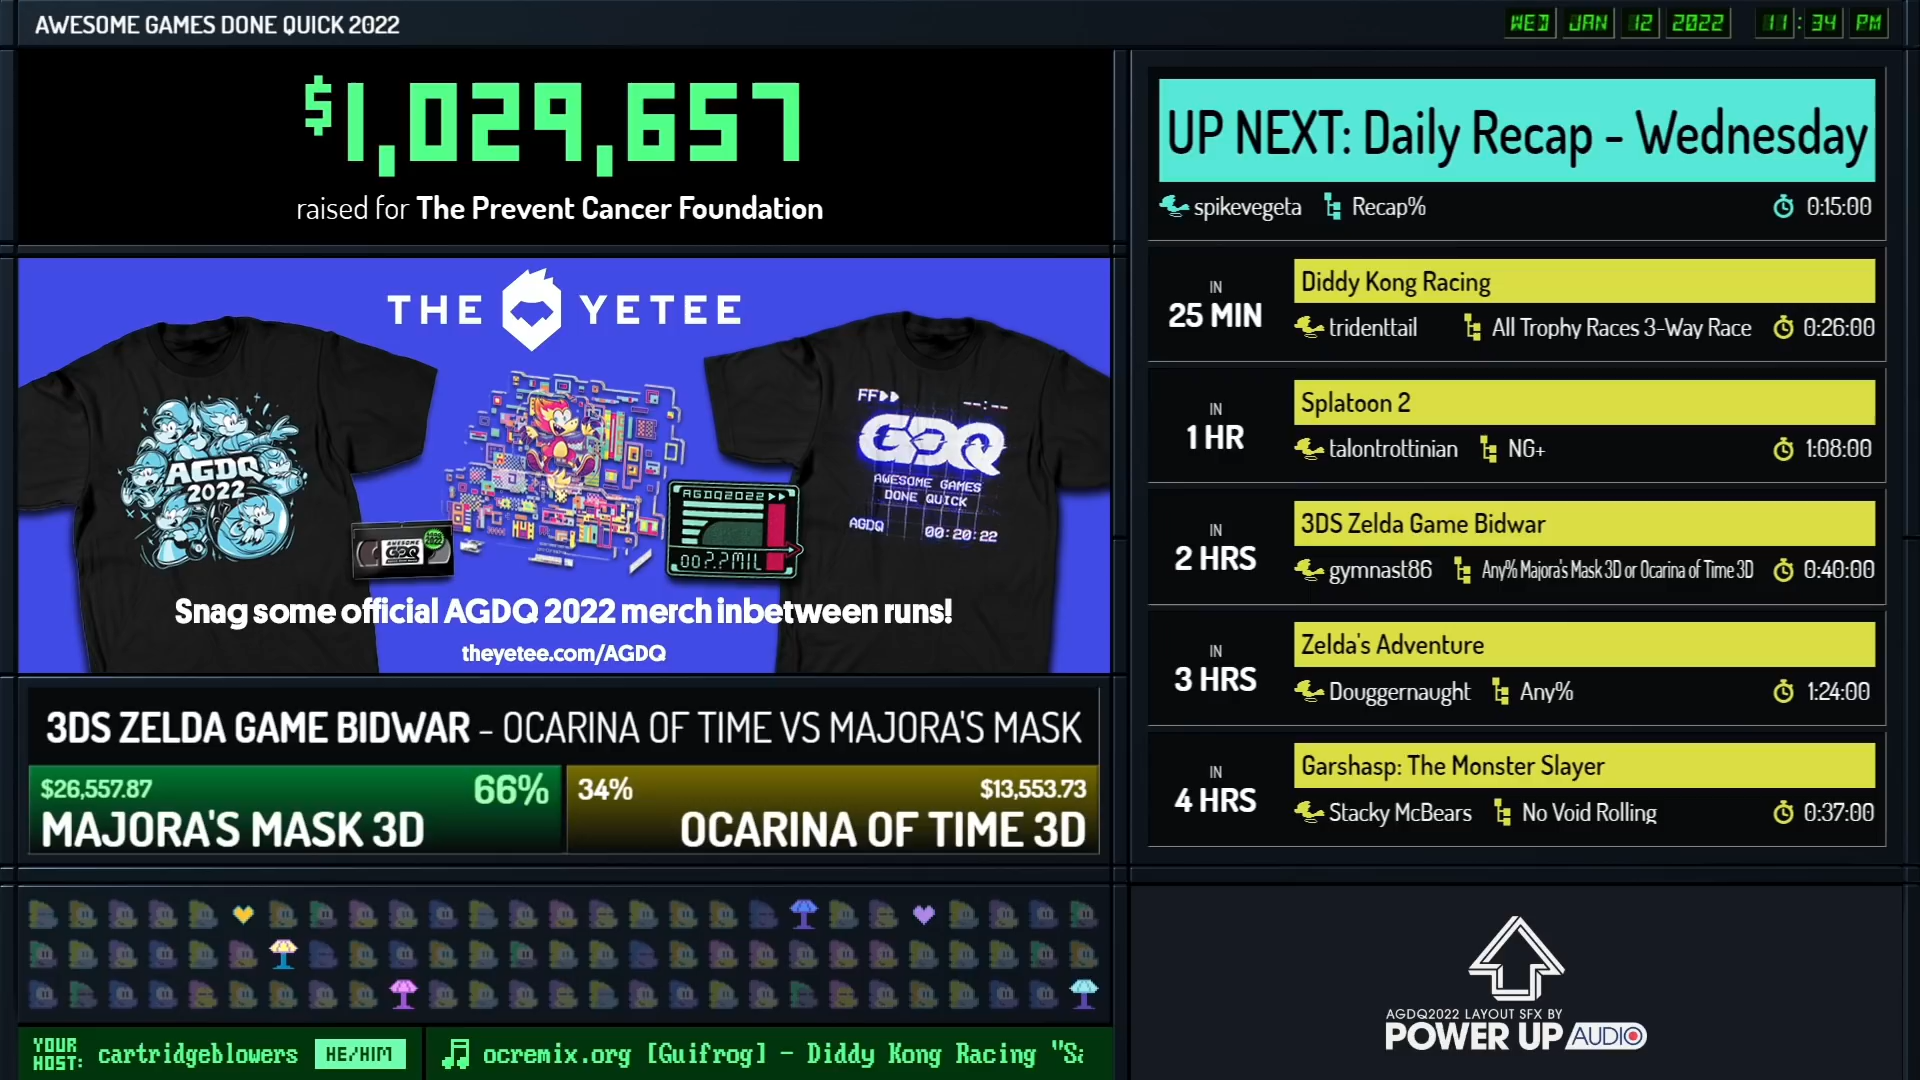 AWESOME GAMES DONE QUICK 2022
WED JAN 12 2022 11:34 PM
$1,029,657
raised for The Prevent Cancer Foundation
THE YETEE
AGDQ
2022
AWESOME
GDQ
AGDQ2022
00?.?MIL
FF
--:--
GDQ
AWESOME GAMES
DONE QUICK
AGDQ 00:20:22
Snag some official AGDQ 2022 merch inbetween runs!
theyetee.com/AGDQ
3DS ZELDA GAME BIDWAR - OCARINA OF TIME VS MAJORA'S MASK
$26,557.87 66% 34% $13,553.73
MAJORA'S MASK 3D OCARINA OF TIME 3D
YOUR HOST: cartridgeblowers HE/HIM
ocremix.org [Guifrog] - Diddy Kong Racing "Sa
UP NEXT: Daily Recap - Wednesday
spikevegeta Recap% 0:15:00
IN 25 MIN
Diddy Kong Racing
tridenttail All Trophy Races 3-Way Race 0:26:00
IN 1 HR
Splatoon 2
talontrottinian NG+ 1:08:00
IN 2 HRS
3DS Zelda Game Bidwar
gymnast86 Any% Majora's Mask 3D or Ocarina of Time 3D 0:40:00
IN 3 HRS
Zelda's Adventure
Douggernaught Any% 1:24:00
IN 4 HRS
Garshasp: The Monster Slayer
Stacky McBears No Void Rolling 0:37:00
AGDQ2022 LAYOUT SFX BY
POWER UP AUDIO